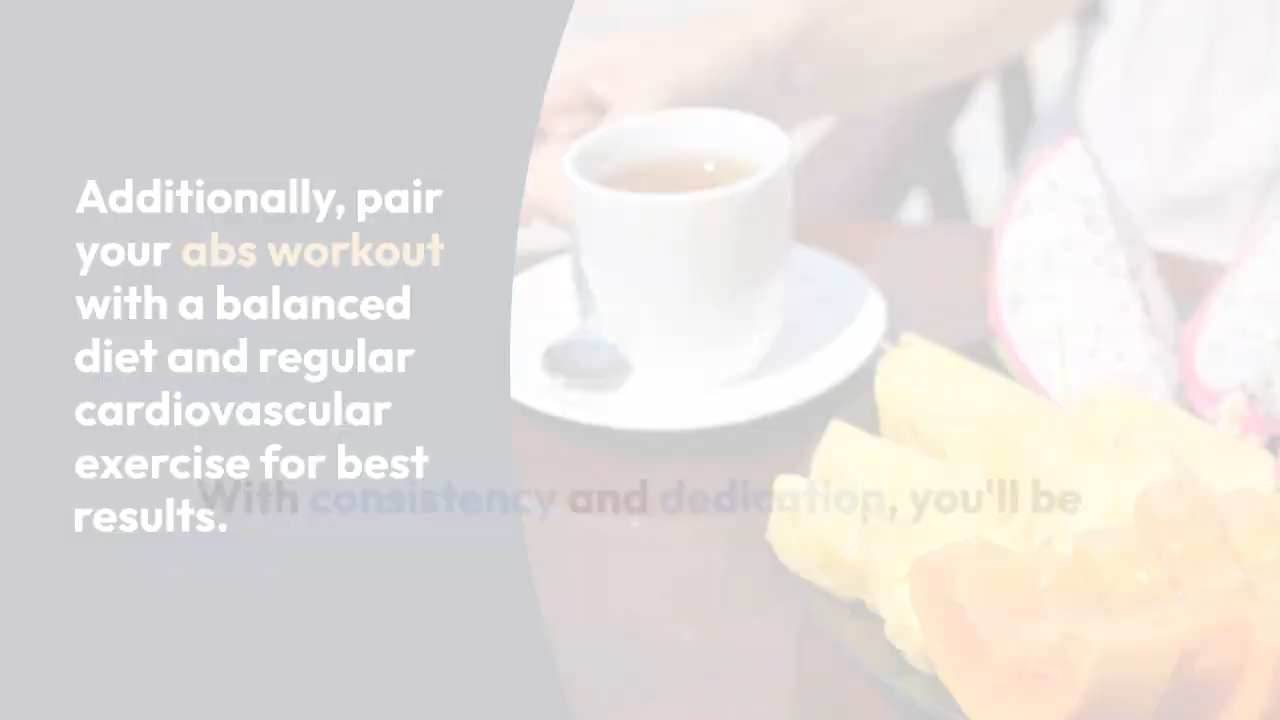 Additionally, pair
your abs workout
with a balanced
diet and regular
cardiovascular
exercise for best
results.
With consistency and dedication, you'll be